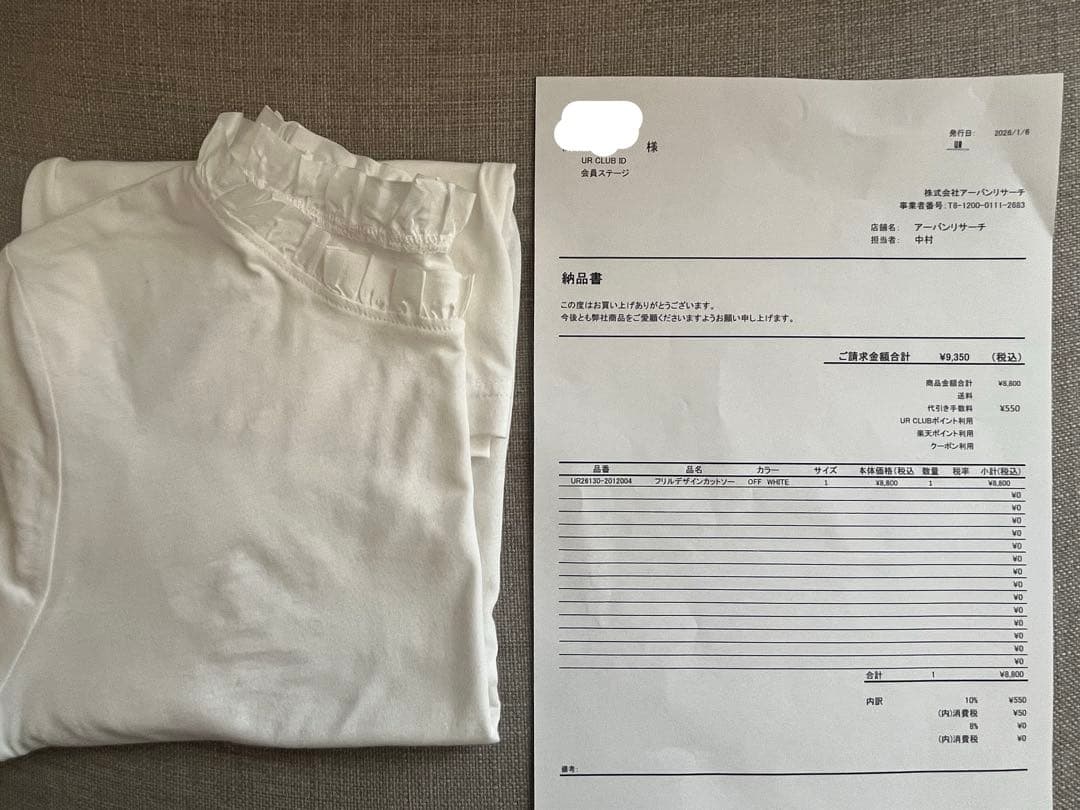 様
UR CLUB ID
会員ステージ
発行日: 2026/1/6
UR
株式会社アーバンリサーチ
事業者番号:T8-1200-0111-2683
店舗名: アーバンリサーチ
担当者: 中村
納品書
この度はお買い上げありがとうございます。
今後とも弊社商品をご愛顧くださいますようお願い申し上げます。
ご請求金額合計 ¥9,350 (税込)
商品金額合計 ¥8,800
送料
代引き手数料 ¥550
UR CLUBポイント利用
楽天ポイント利用
クーポン利用
品番 品名 カラー サイズ 本体価格(税込 数量 税率 小計(税込)
UR26130-2012004 フリルデザインカットソー OFF WHITE 1 ¥8,800 1 ¥8,800
¥0
¥0
¥0
¥0
¥0
¥0
¥0
¥0
¥0
¥0
¥0
¥0
¥0
¥0
合計 1 ¥8,800
内訳 10% ¥550
(内)消費税 ¥50
8% ¥0
(内)消費税 ¥0
備考: